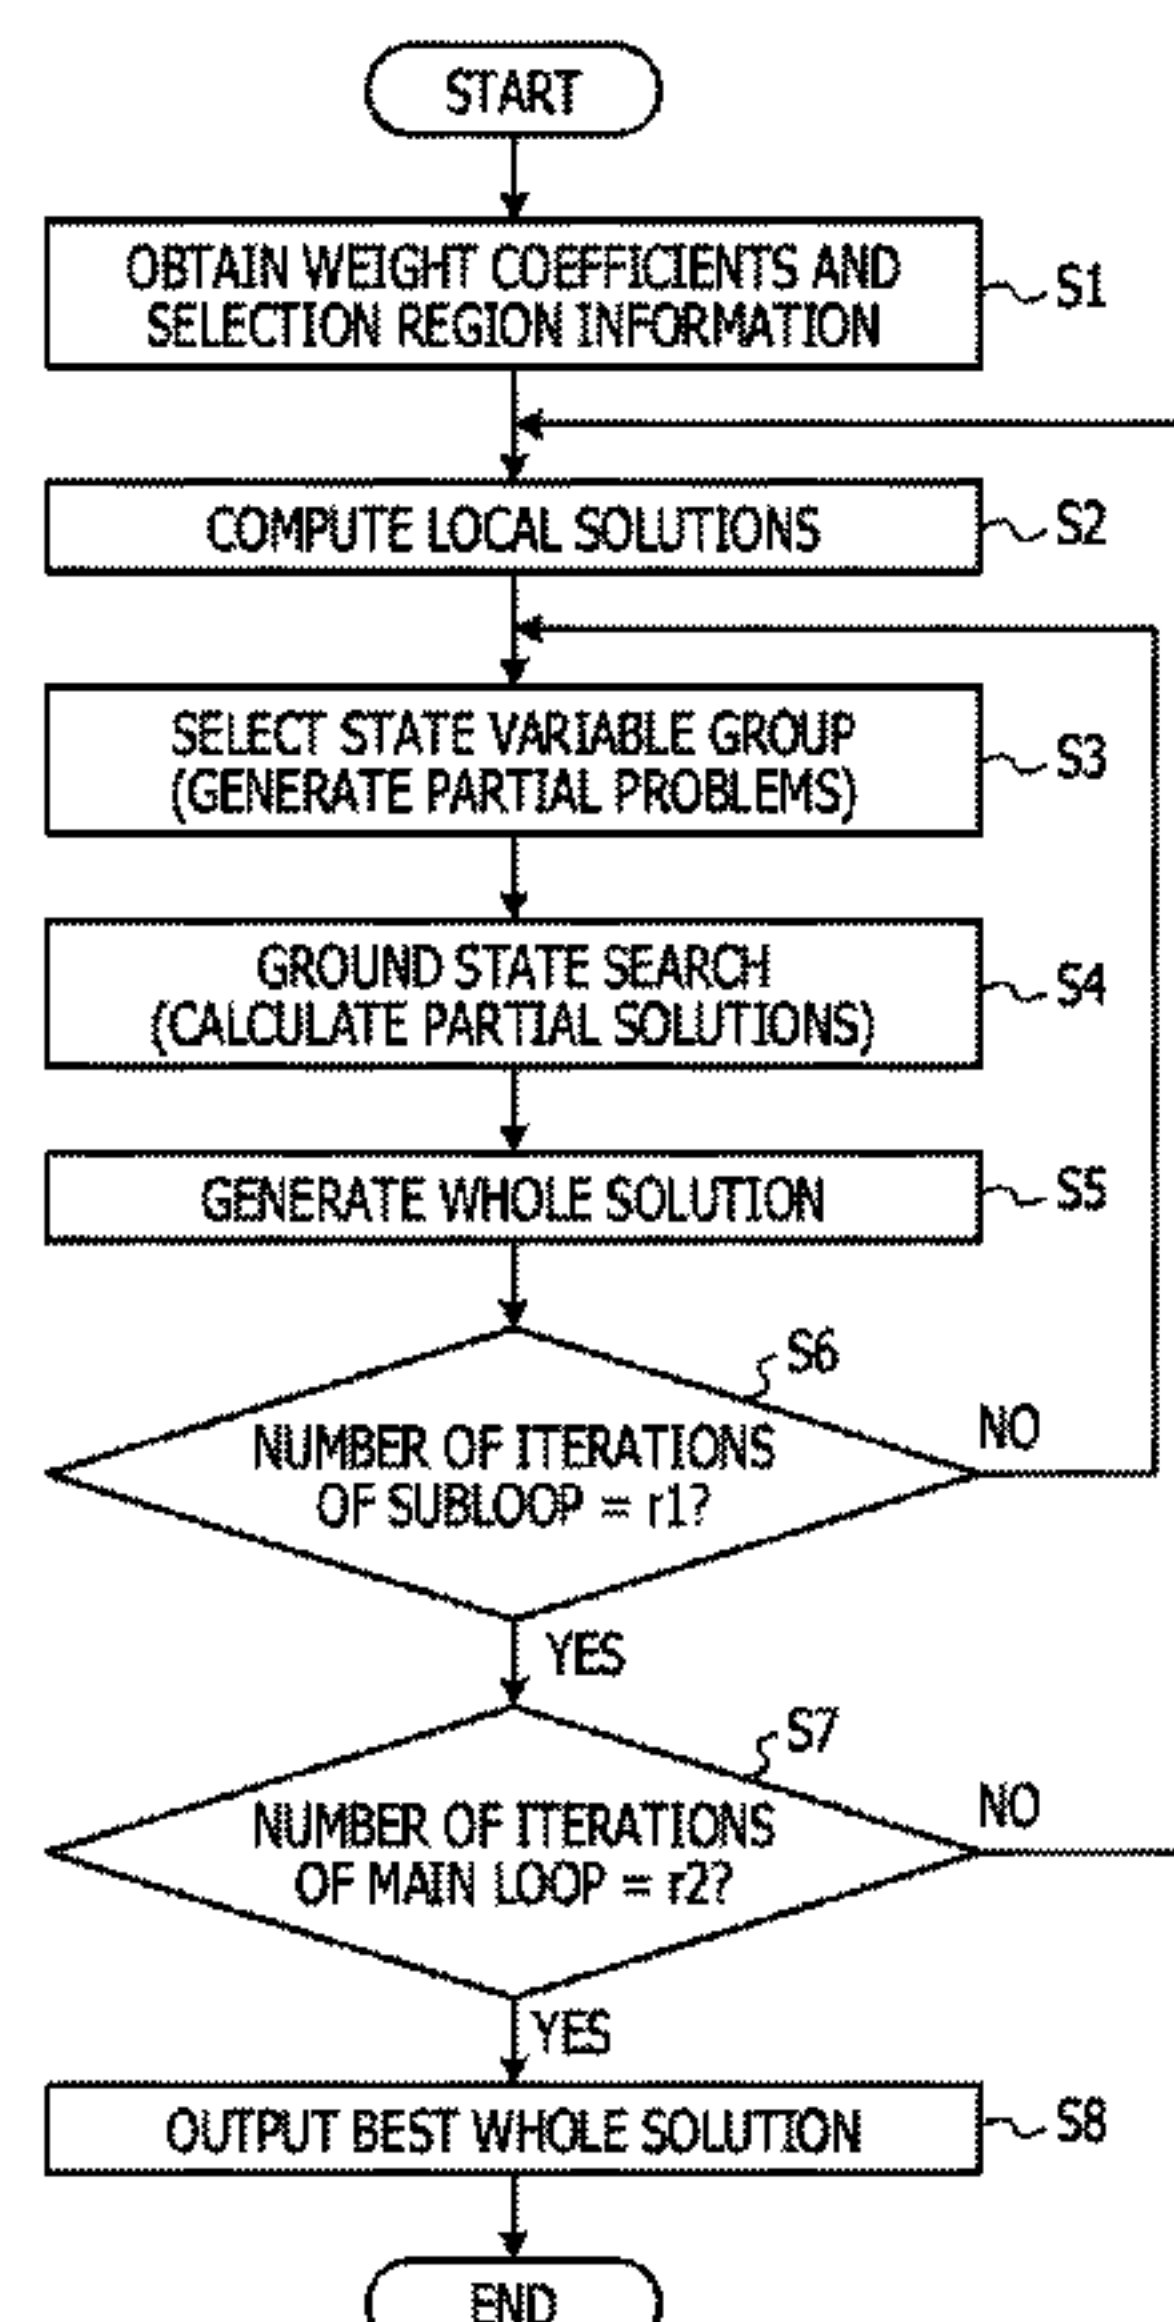 START
OBTAIN WEIGHT COEFFICIENTS AND
SELECTION REGION INFORMATION
S1
COMPUTE LOCAL SOLUTIONS
S2
SELECT STATE VARIABLE GROUP
(GENERATE PARTIAL PROBLEMS)
S3
GROUND STATE SEARCH
(CALCULATE PARTIAL SOLUTIONS)
S4
GENERATE WHOLE SOLUTION
S5
S6
NUMBER OF ITERATIONS
OF SUBLOOP = r1?
NO
YES
S7
NUMBER OF ITERATIONS
OF MAIN LOOP = r2?
NO
YES
OUTPUT BEST WHOLE SOLUTION
S8
END